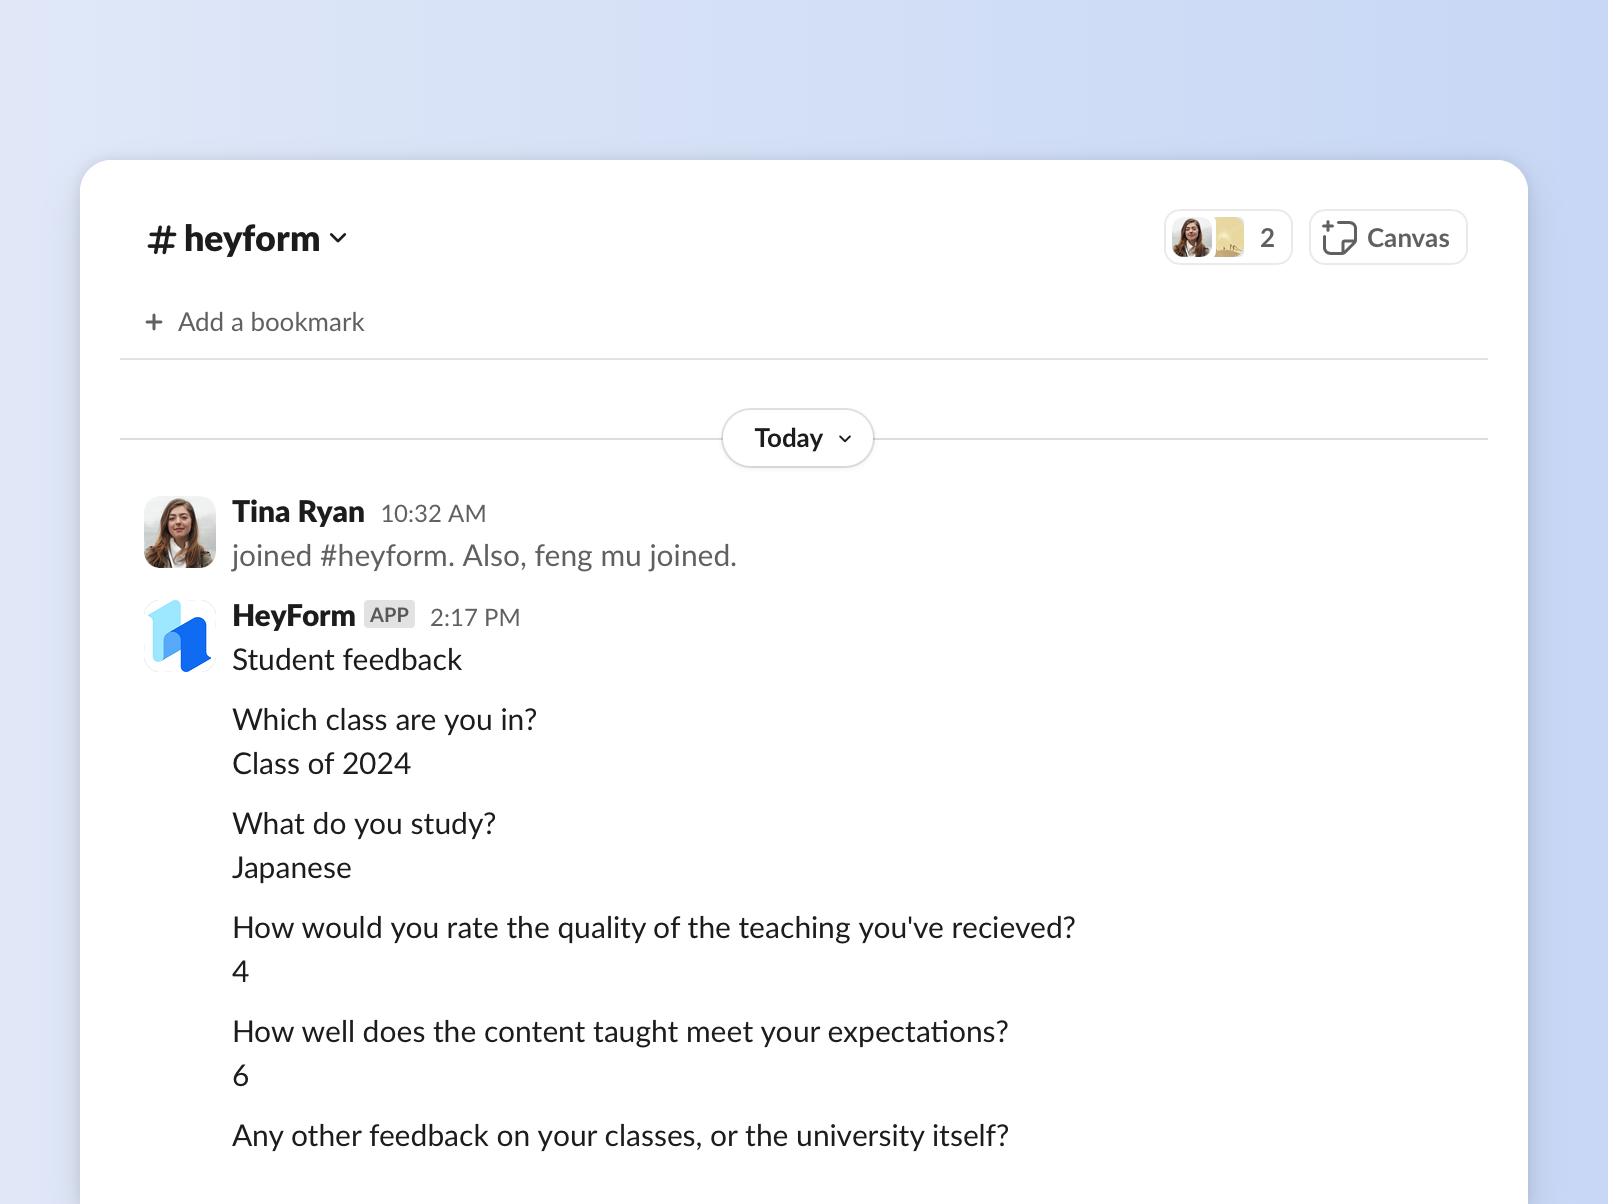 # heyform
2
Canvas
+ Add a bookmark
Today
Tina Ryan 10:32 AM
joined #heyform. Also, feng mu joined.
HeyForm APP 2:17 PM
Student feedback
Which class are you in?
Class of 2024
What do you study?
Japanese
How would you rate the quality of the teaching you've recieved?
4
How well does the content taught meet your expectations?
6
Any other feedback on your classes, or the university itself?